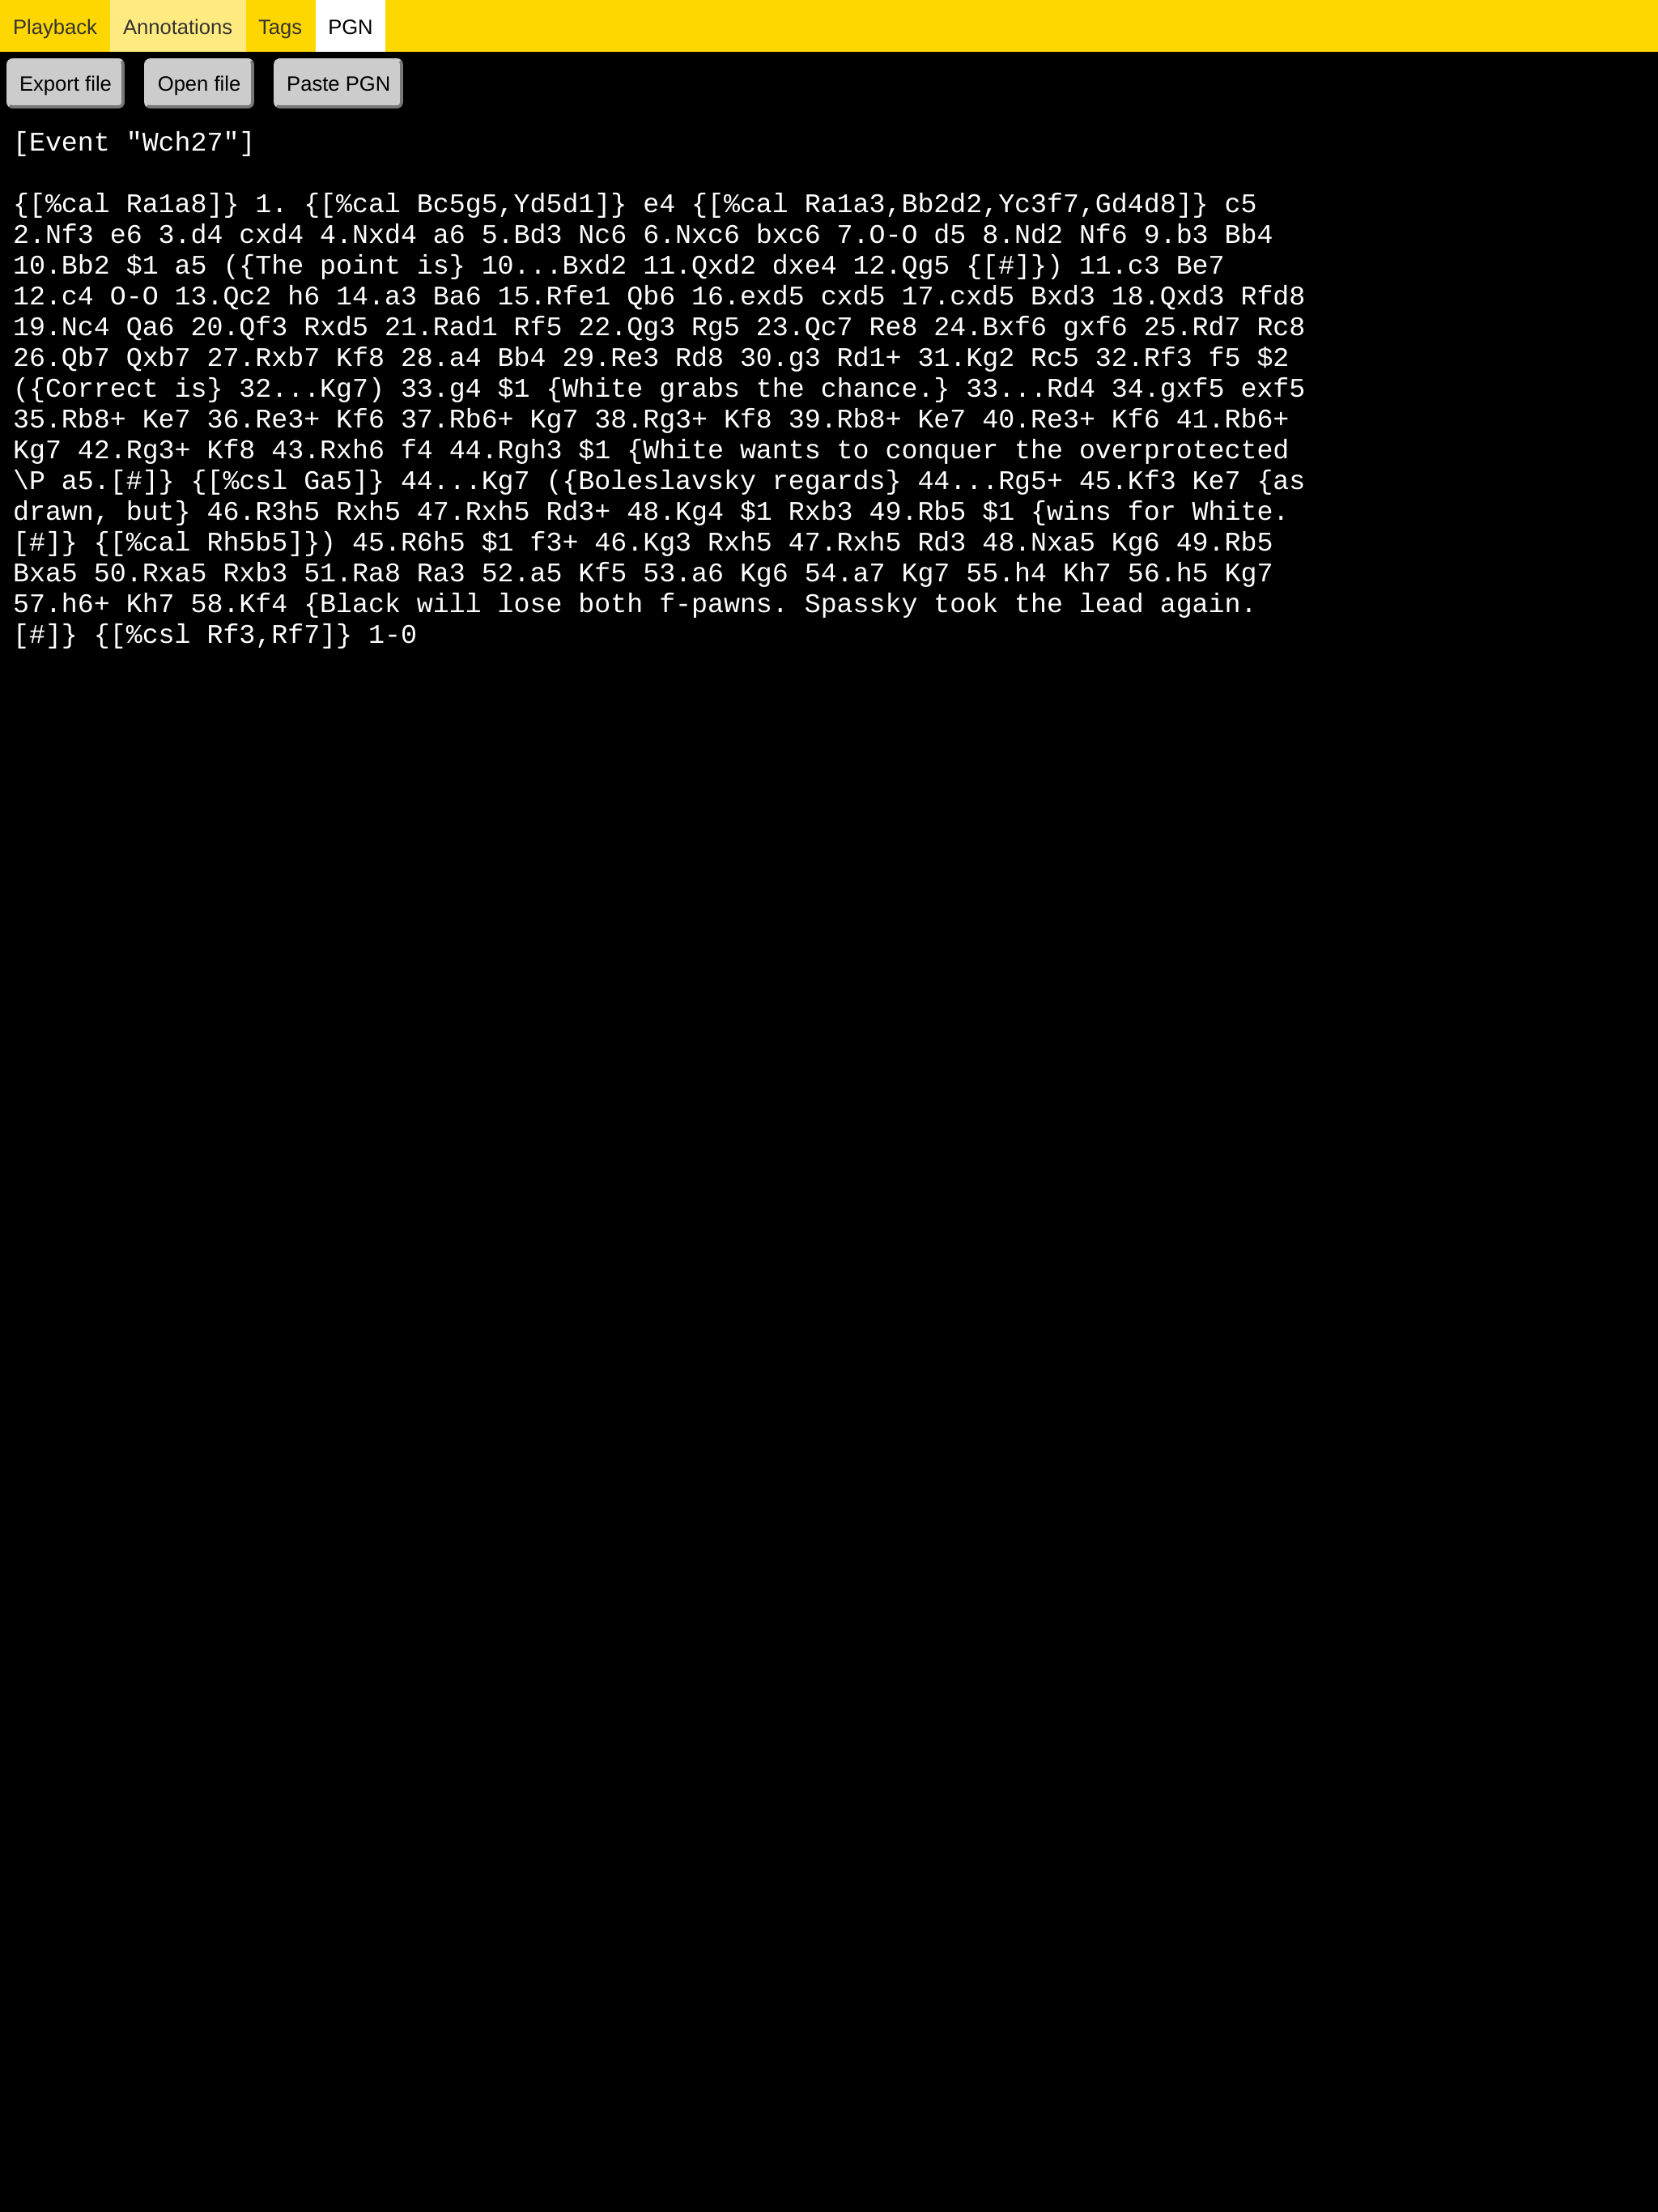 Playback Annotations Tags PGN
Export file Open file Paste PGN
[Event "Wch27"]
{[%cal Ra1a8]} 1. {[%cal Bc5g5,Yd5d1]} e4 {[%cal Ra1a3,Bb2d2,Yc3f7,Gd4d8]} c5
2.Nf3 e6 3.d4 cxd4 4.Nxd4 a6 5.Bd3 Nc6 6.Nxc6 bxc6 7.O-O d5 8.Nd2 Nf6 9.b3 Bb4
10.Bb2 $1 a5 ({The point is} 10...Bxd2 11.Qxd2 dxe4 12.Qg5 {[#]}) 11.c3 Be7
12.c4 O-O 13.Qc2 h6 14.a3 Ba6 15.Rfe1 Qb6 16.exd5 cxd5 17.cxd5 Bxd3 18.Qxd3 Rfd8
19.Nc4 Qa6 20.Qf3 Rxd5 21.Rad1 Rf5 22.Qg3 Rg5 23.Qc7 Re8 24.Bxf6 gxf6 25.Rd7 Rc8
26.Qb7 Qxb7 27.Rxb7 Kf8 28.a4 Bb4 29.Re3 Rd8 30.g3 Rd1+ 31.Kg2 Rc5 32.Rf3 f5 $2
({Correct is} 32...Kg7) 33.g4 $1 {White grabs the chance.} 33...Rd4 34.gxf5 exf5
35.Rb8+ Ke7 36.Re3+ Kf6 37.Rb6+ Kg7 38.Rg3+ Kf8 39.Rb8+ Ke7 40.Re3+ Kf6 41.Rb6+
Kg7 42.Rg3+ Kf8 43.Rxh6 f4 44.Rgh3 $1 {White wants to conquer the overprotected
\P a5.[#]} {[%csl Ga5]} 44...Kg7 ({Boleslavsky regards} 44...Rg5+ 45.Kf3 Ke7 {as
drawn, but} 46.R3h5 Rxh5 47.Rxh5 Rd3+ 48.Kg4 $1 Rxb3 49.Rb5 $1 {wins for White.
[#]} {[%cal Rh5b5]}) 45.R6h5 $1 f3+ 46.Kg3 Rxh5 47.Rxh5 Rd3 48.Nxa5 Kg6 49.Rb5
Bxa5 50.Rxa5 Rxb3 51.Ra8 Ra3 52.a5 Kf5 53.a6 Kg6 54.a7 Kg7 55.h4 Kh7 56.h5 Kg7
57.h6+ Kh7 58.Kf4 {Black will lose both f-pawns. Spassky took the lead again.
[#]} {[%csl Rf3,Rf7]} 1-0